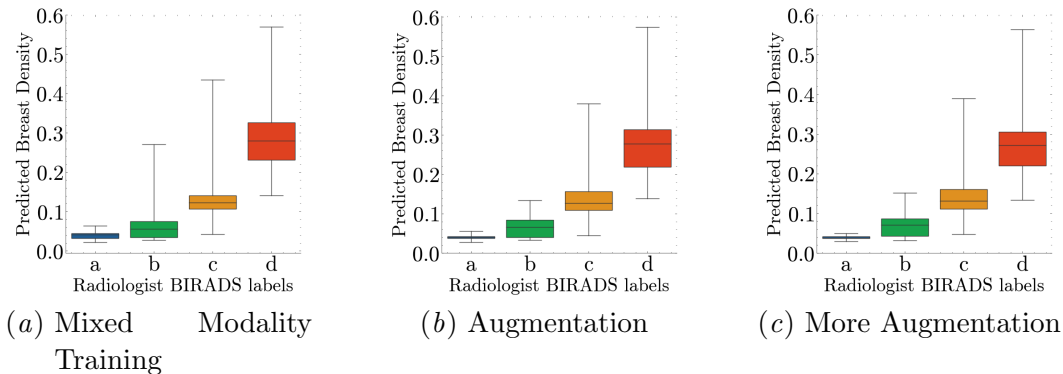 Predicted Breast Density
0.6
0.5
0.4
0.3
0.2
0.1
0.0
a b c d
Radiologist BIRADS labels
(a) Mixed Modality
Training
Predicted Breast Density
0.6
0.5
0.4
0.3
0.2
0.1
0.0
a b c d
Radiologist BIRADS labels
(b) Augmentation
Predicted Breast Density
0.6
0.5
0.4
0.3
0.2
0.1
0.0
a b c d
Radiologist BIRADS labels
(c) More Augmentation